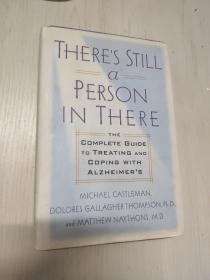 THERE'S STILL
a
PERSON
IN THERE
THE
COMPLETE GUIDE
TO TREATING AND
COPING WITH
ALZHEIMER'S
MICHAEL CASTLEMAN,
DOLORES GALLAGHER THOMPSON, PH.D.,
AND MATTHEW NAYTHONS, M.D.